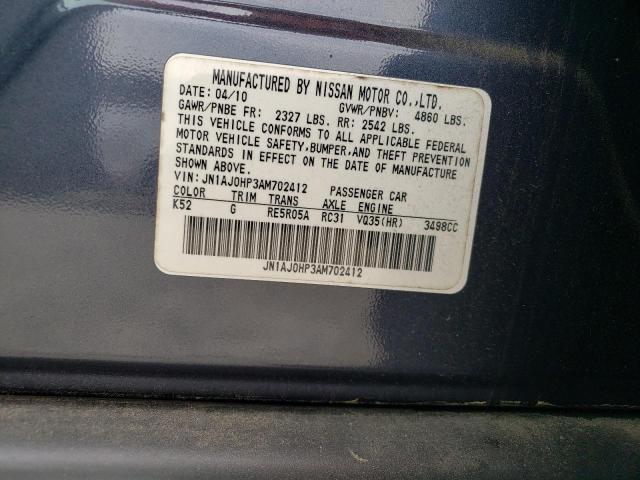 MANUFACTURED BY NISSAN MOTOR CO.,LTD.
DATE: 04/10 GVWR/PNBV: 4860 LBS.
GAWR/PNBE FR: 2327 LBS. RR: 2542 LBS.
THIS VEHICLE CONFORMS TO ALL APPLICABLE FEDERAL
MOTOR VEHICLE SAFETY,BUMPER,AND THEFT PREVENTION
STANDARDS IN EFFECT ON THE DATE OF MANUFACTURE
SHOWN ABOVE.
VIN: JN1AJ0HP3AM702412 PASSENGER CAR
COLOR TRIM TRANS AXLE ENGINE
K52 G RE5R05A RC31 VQ35(HR) 3498CC
JN1AJ0HP3AM702412